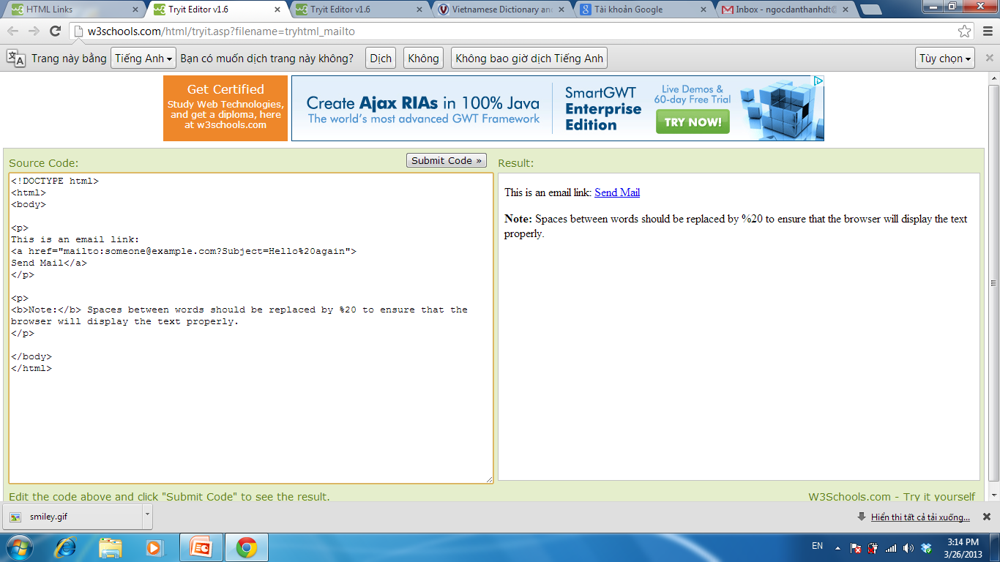 HTML Links
Tryit Editor v1.6
Tryit Editor v1.6
Vietnamese Dictionary an
Tài khoản Google
Inbox - ngocdanthanhdt@
w3schools.com/html/tryit.asp?filename=tryhtml_mailto
Trang này bằng Tiếng Anh Bạn có muốn dịch trang này không? Dịch Không Không bao giờ dịch Tiếng Anh Tùy chọn
Get Certified
Study Web Technologies,
and get a diploma, here
at w3schools.com
Create Ajax RIAs in 100% Java
The world's most advanced GWT Framework
SmartGWT
Enterprise
Edition
Live Demos &
60-day Free Trial
TRY NOW!
Source Code:
Submit Code »
<!DOCTYPE html>
<html>
<body>
<p>
This is an email link:
<a href="mailto:someone@example.com?Subject=Hello%20again">
Send Mail</a>
</p>
<p>
<b>Note:</b> Spaces between words should be replaced by %20 to ensure that the
browser will display the text properly.
</p>
</body>
</html>
Result:
This is an email link: Send Mail
Note: Spaces between words should be replaced by %20 to ensure that the browser will display the text
properly.
Edit the code above and click "Submit Code" to see the result.
W3Schools.com - Try it yourself
smiley.gif
Hiển thị tất cả tải xuống...
EN
3:14 PM
3/26/2013